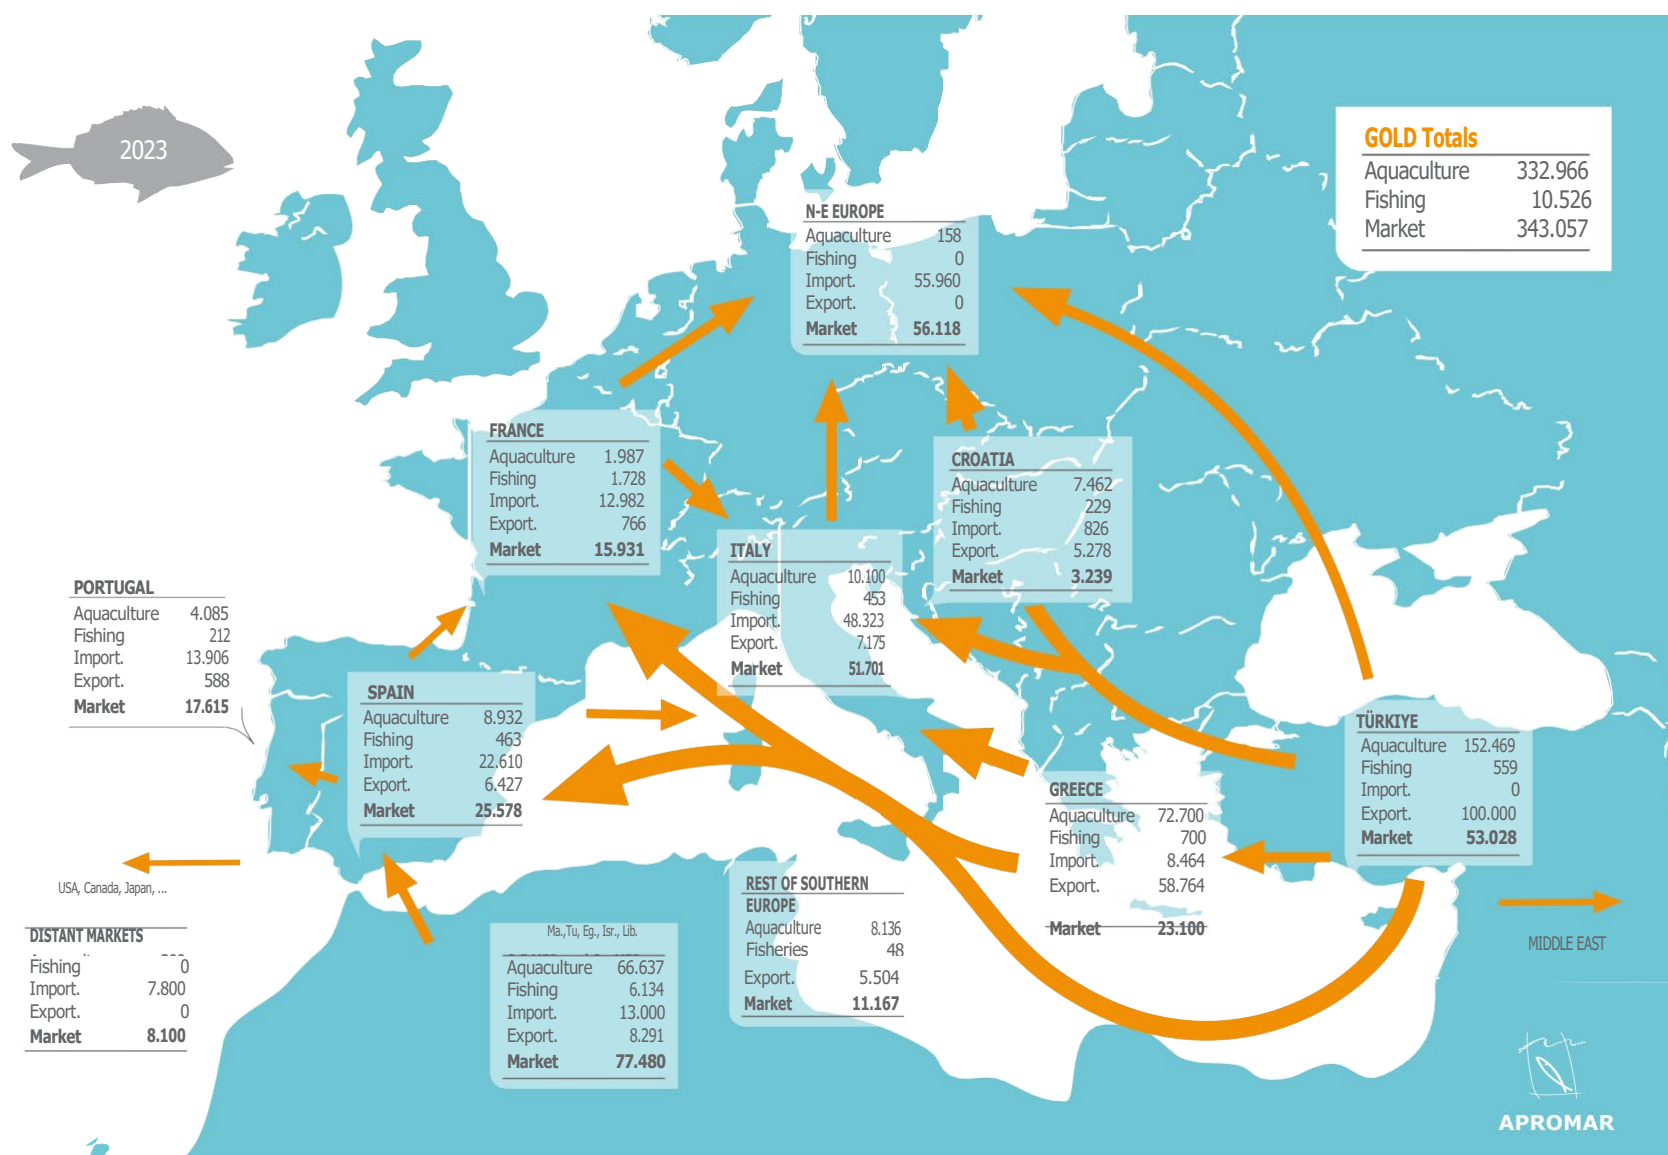 2023
GOLD Totals
Aquaculture 332.966
Fishing 10.526
Market 343.057
N-E EUROPE
Aquaculture 158
Fishing 0
Import. 55.960
Export. 0
Market 56.118
FRANCE
Aquaculture 1.987
Fishing 1.728
Import. 12.982
Export. 766
Market 15.931
CROATIA
Aquaculture 7.462
Fishing 229
Import. 826
Export. 5.278
Market 3.239
ITALY
Aquaculture 10.100
Fishing 453
Import. 48.323
Export. 7.175
Market 51.701
PORTUGAL
Aquaculture 4.085
Fishing 212
Import. 13.906
Export. 588
Market 17.615
SPAIN
Aquaculture 8.932
Fishing 463
Import. 22.610
Export. 6.427
Market 25.578
TÜRKIYE
Aquaculture 152.469
Fishing 559
Import. 0
Export. 100.000
Market 53.028
GREECE
Aquaculture 72.700
Fishing 700
Import. 8.464
Export. 58.764
Market 23.100
USA, Canada, Japan, ...
DISTANT MARKETS
Fishing 0
Import. 7.800
Export. 0
Market 8.100
Ma.,Tu, Eg., Isr., Lib.
Aquaculture 66.637
Fishing 6.134
Import. 13.000
Export. 8.291
Market 77.480
REST OF SOUTHERN
EUROPE
Aquaculture 8.136
Fisheries 48
Export. 5.504
Market 11.167
MIDDLE EAST
APROMAR